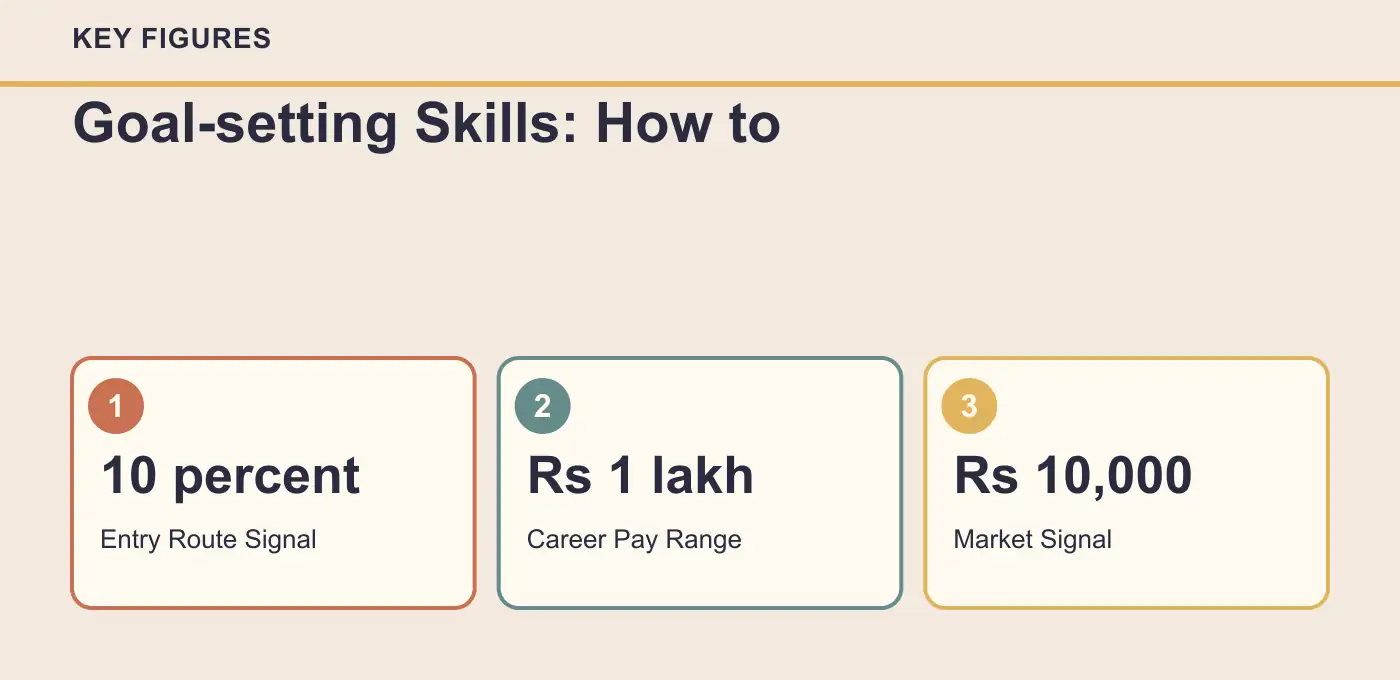 KEY FIGURES
Goal-setting Skills: How to
1
10 percent
Entry Route Signal
2
Rs 1 lakh
Career Pay Range
3
Rs 10,000
Market Signal